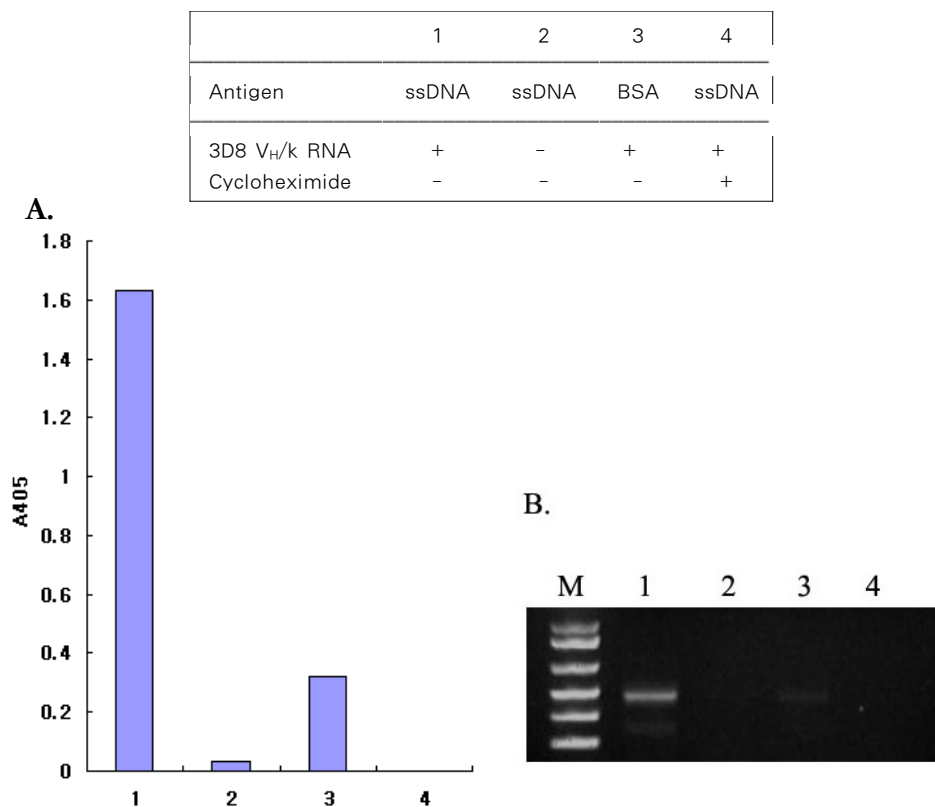 1 2 3 4
Antigen ssDNA ssDNA BSA ssDNA
3D8 VH/k RNA + − + +
Cycloheximide − − − +
A.
1.8
1.6
1.4
1.2
1
0.8
0.6
0.4
0.2
0
A405
1 2 3 4
B.
M 1 2 3 4